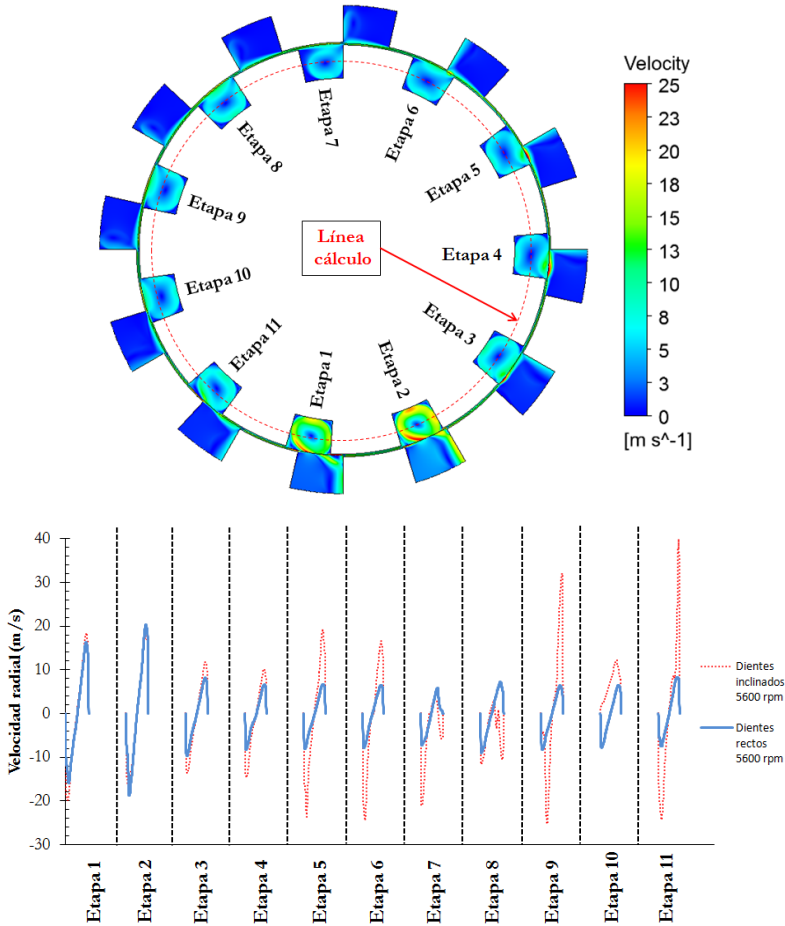 Velocity
25
23
20
18
15
13
10
8
5
3
0
[m s^-1]
Etapa 7
Etapa 6
Etapa 8
Etapa 5
Etapa 9
Línea
cálculo
Etapa 4
Etapa 10
Etapa 3
Etapa 11
Etapa 1
Etapa 2
Velocidad radial (m/s)
40
30
20
10
0
-10
-20
-30
Dientes
inclinados
5600 rpm
Dientes
rectos
5600 rpm
Etapa 1
Etapa 2
Etapa 3
Etapa 4
Etapa 5
Etapa 6
Etapa 7
Etapa 8
Etapa 9
Etapa 10
Etapa 11